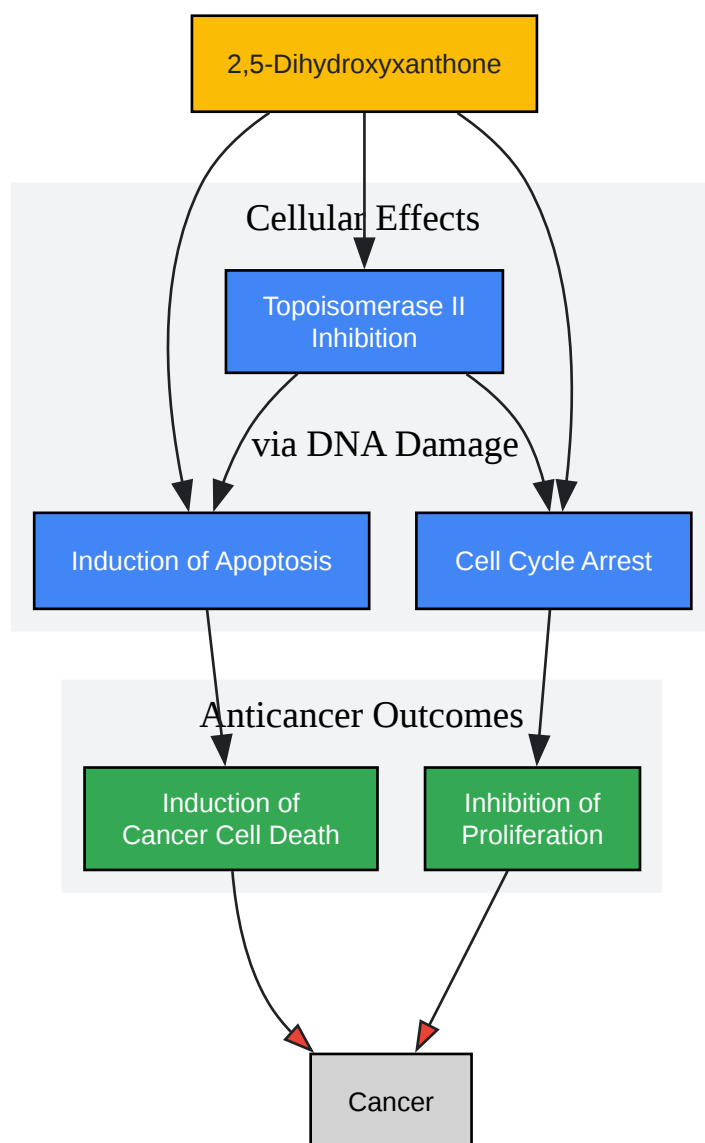 2,5-Dihydroxyxanthone
Cellular Effects
Topoisomerase II
Inhibition
via DNA Damage
Induction of Apoptosis
Cell Cycle Arrest
Anticancer Outcomes
Induction of
Cancer Cell Death
Inhibition of
Proliferation
Cancer